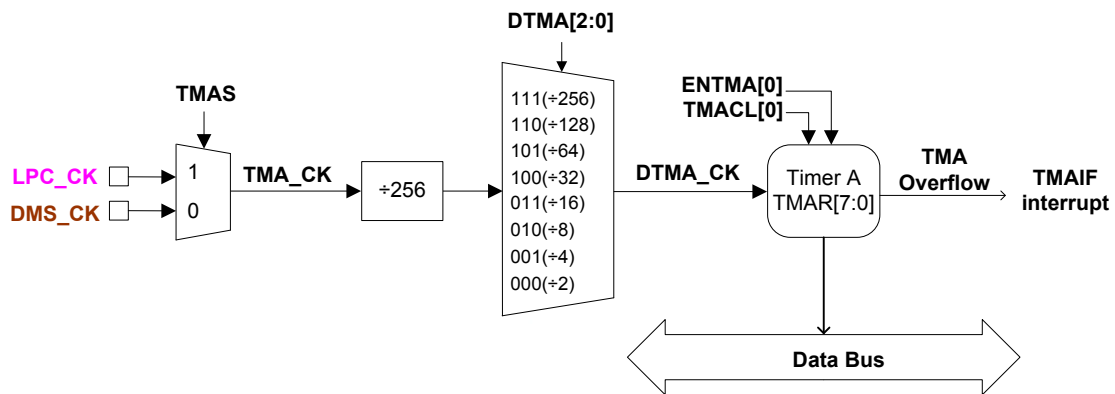 DTMA[2:0]
TMAS
ENTMA[0]
TMACL[0]
111(÷256)
110(÷128)
101(÷64)
100(÷32)
011(÷16)
010(÷8)
001(÷4)
000(÷2)
LPC_CK
DMS_CK
1
0
TMA_CK
÷256
DTMA_CK
Timer A
TMAR[7:0]
TMA
Overflow
TMAIF
interrupt
Data Bus